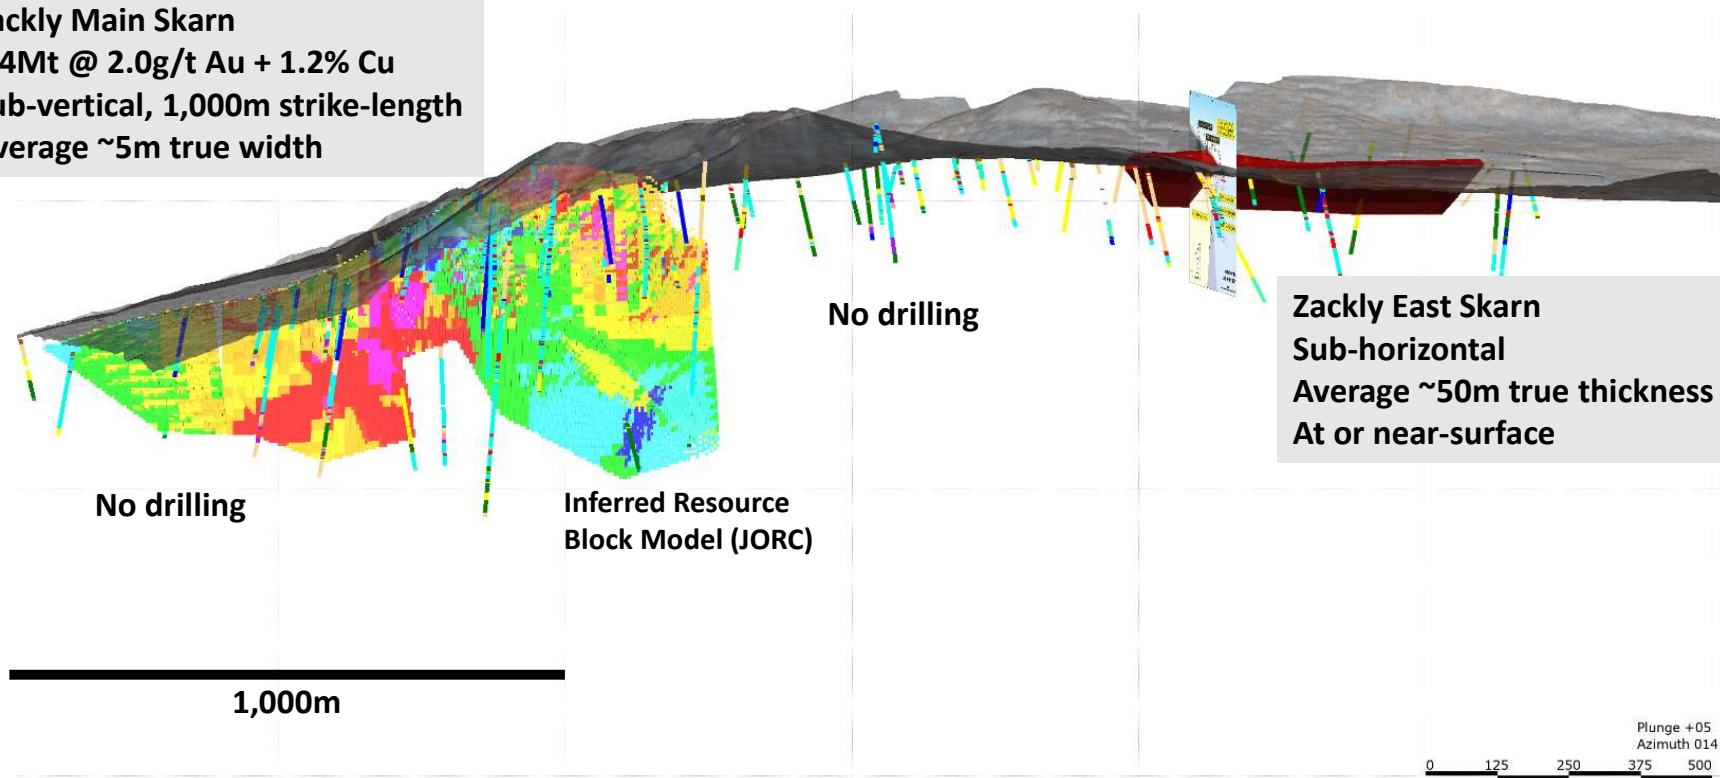 ackly Main Skarn
4Mt @ 2.0g/t Au + 1.2% Cu
ub-vertical, 1,000m strike-length
verage ~5m true width
No drilling
Zackly East Skarn
Sub-horizontal
Average ~50m true thickness
At or near-surface
No drilling
Inferred Resource
Block Model (JORC)
1,000m
Plunge +05
Azimuth 014
0 125 250 375 500